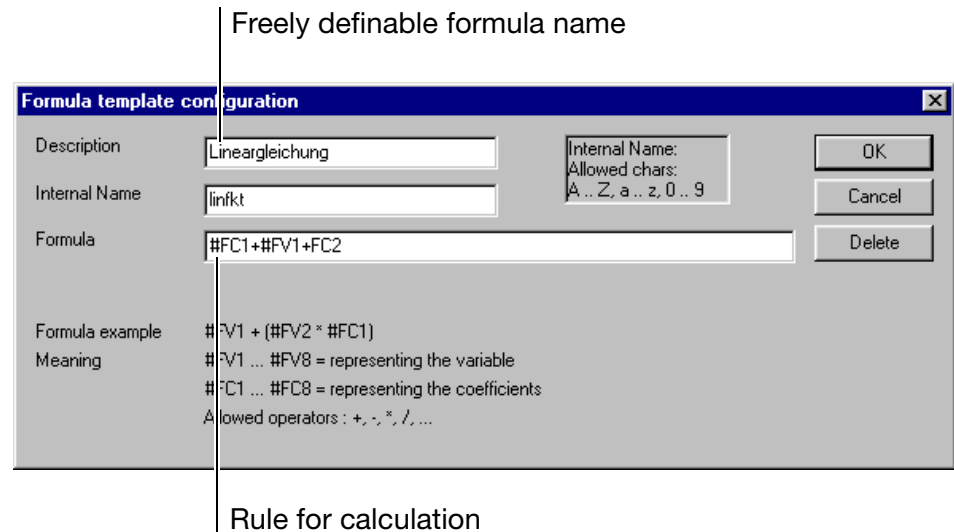 Freely definable formula name
Formula template configuration
Description
Lineargleichung
Internal Name:
Allowed chars:
A .. Z, a .. z, 0 .. 9
OK
Internal Name
linfkt
Cancel
Formula
#FC1+#FV1+FC2
Delete
Formula example
#FV1 + (#FV2 * #FC1)
Meaning
#FV1 ... #FV8 = representing the variable
#FC1 ... #FC8 = representing the coefficients
Allowed operators : +, -, *, /, ...
Rule for calculation